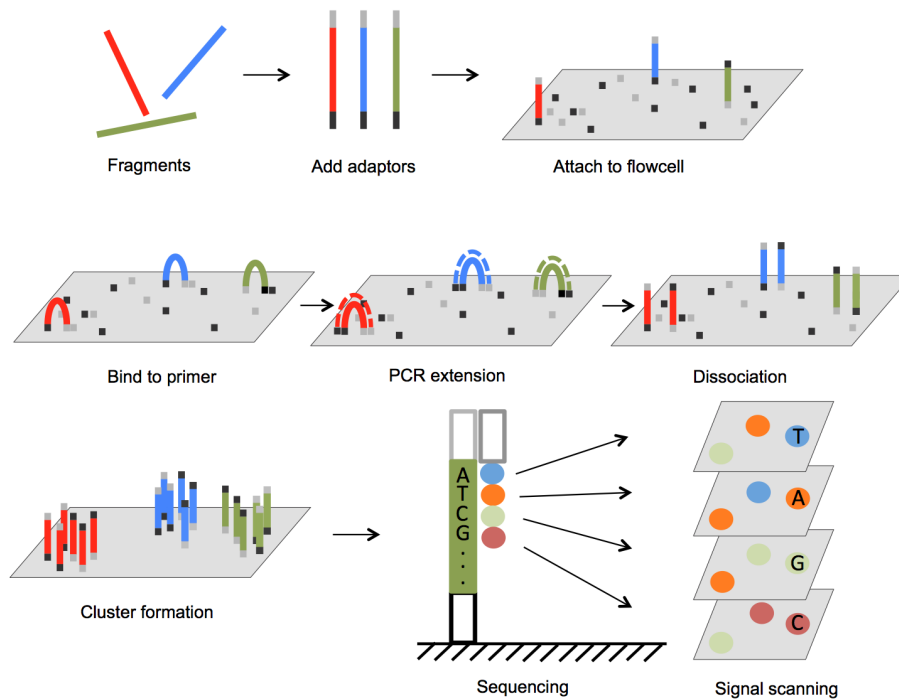 Fragments
Add adaptors
Attach to flowcell
Bind to primer
PCR extension
Dissociation
A
T
C
G
.
.
.
T
A
G
C
Cluster formation
Sequencing
Signal scanning